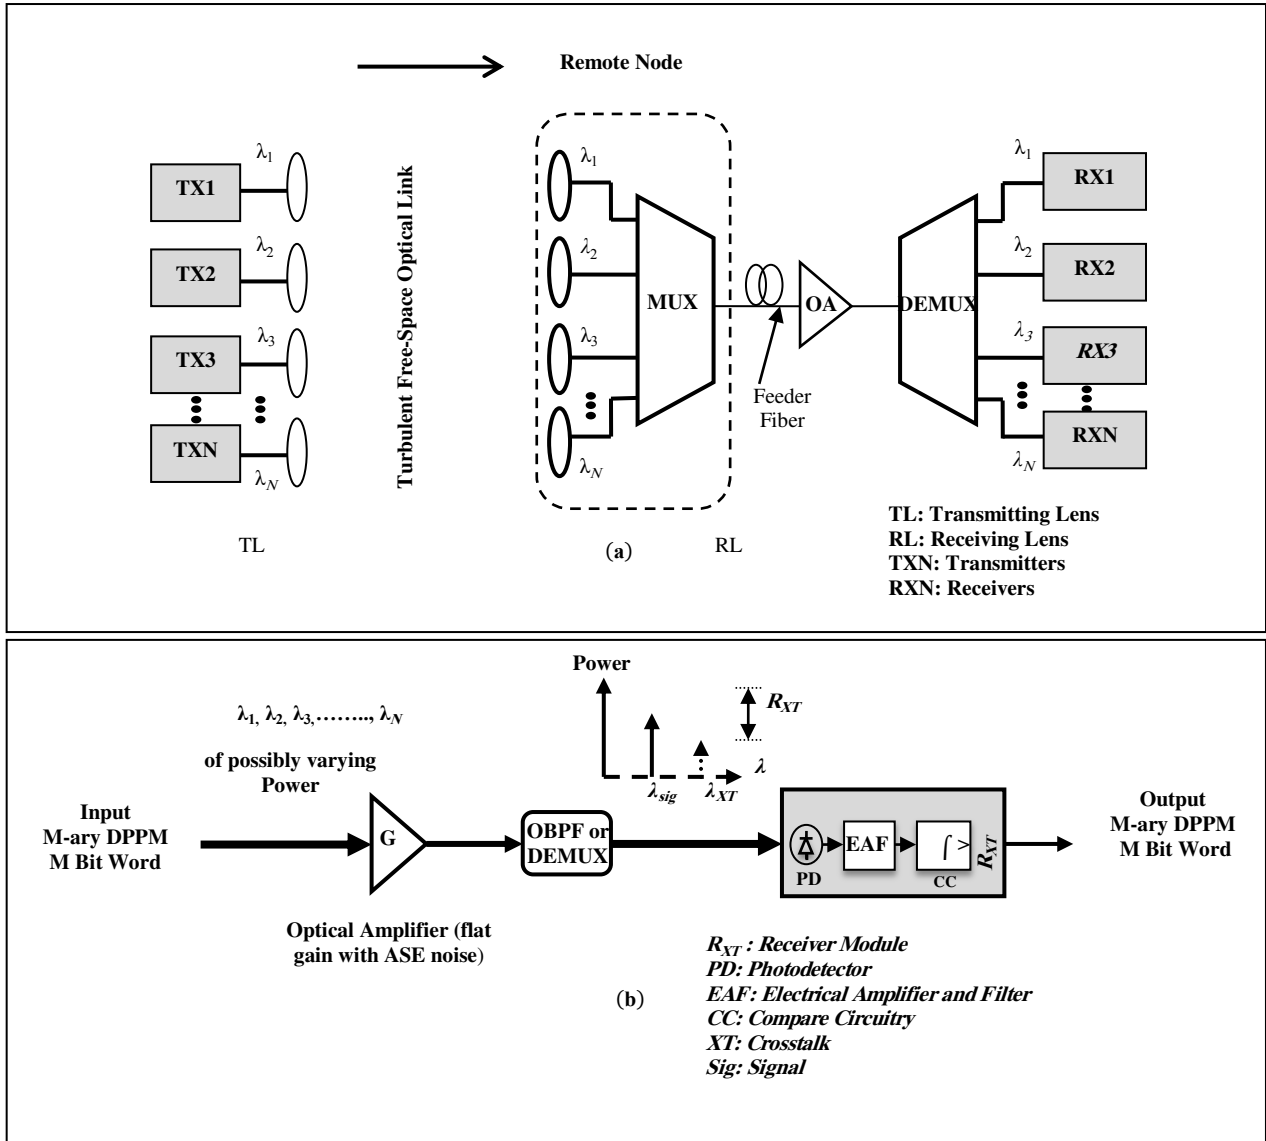 Remote Node
λ1
TX1
λ2
TX2
λ3
TX3
TXN
λN
TL
Turbulent Free-Space Optical Link
λ1
λ2
λ3
λN
MUX
RL
Feeder
Fiber
OA
DEMUX
λ1
RX1
λ2
RX2
λ3
RX3
RXN
λN
TL: Transmitting Lens
RL: Receiving Lens
TXN: Transmitters
RXN: Receivers
(a)
Power
RXT
λ
λsig
λXT
λ1, λ2, λ3,…….., λN
of possibly varying
Power
Input
M-ary DPPM
M Bit Word
G
OBPF or
DEMUX
PD
EAF
∫ >
CC
RXT
Output
M-ary DPPM
M Bit Word
Optical Amplifier (flat
gain with ASE noise)
(b)
RXT : Receiver Module
PD: Photodetector
EAF: Electrical Amplifier and Filter
CC: Compare Circuitry
XT: Crosstalk
Sig: Signal